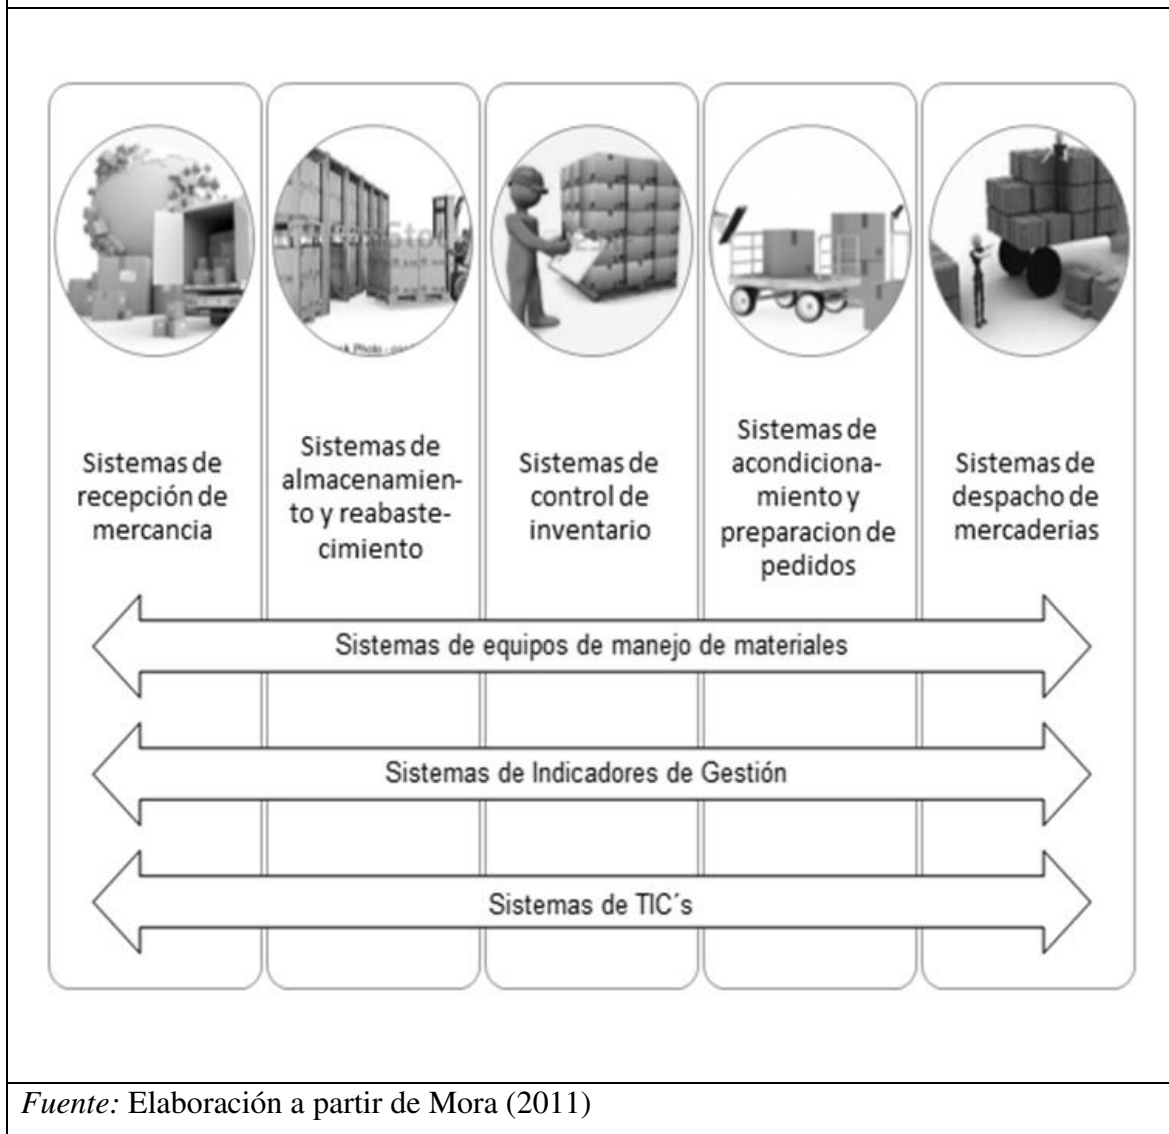 Sistemas de
recepción de
mercancia
Sistemas de
almacenamien-
to y reabaste-
cimiento
Sistemas de
control de
inventario
Sistemas de
acondiciona-
miento y
preparacion de
pedidos
Sistemas de
despacho de
mercaderias
Sistemas de equipos de manejo de materiales
Sistemas de Indicadores de Gestión
Sistemas de TIC´s
Fuente: Elaboración a partir de Mora (2011)